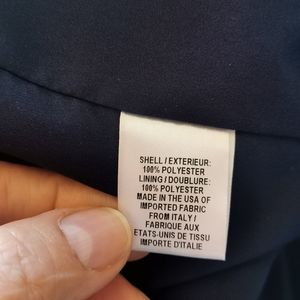 SHELL / EXTERIEUR:
100% POLYESTER
LINING / DOUBLURE:
100% POLYESTER
MADE IN THE USA OF
IMPORTED FABRIC
FROM ITALY /
FABRIQUE AUX
ETATS-UNIS DE TISSU
IMPORTE D'ITALIE